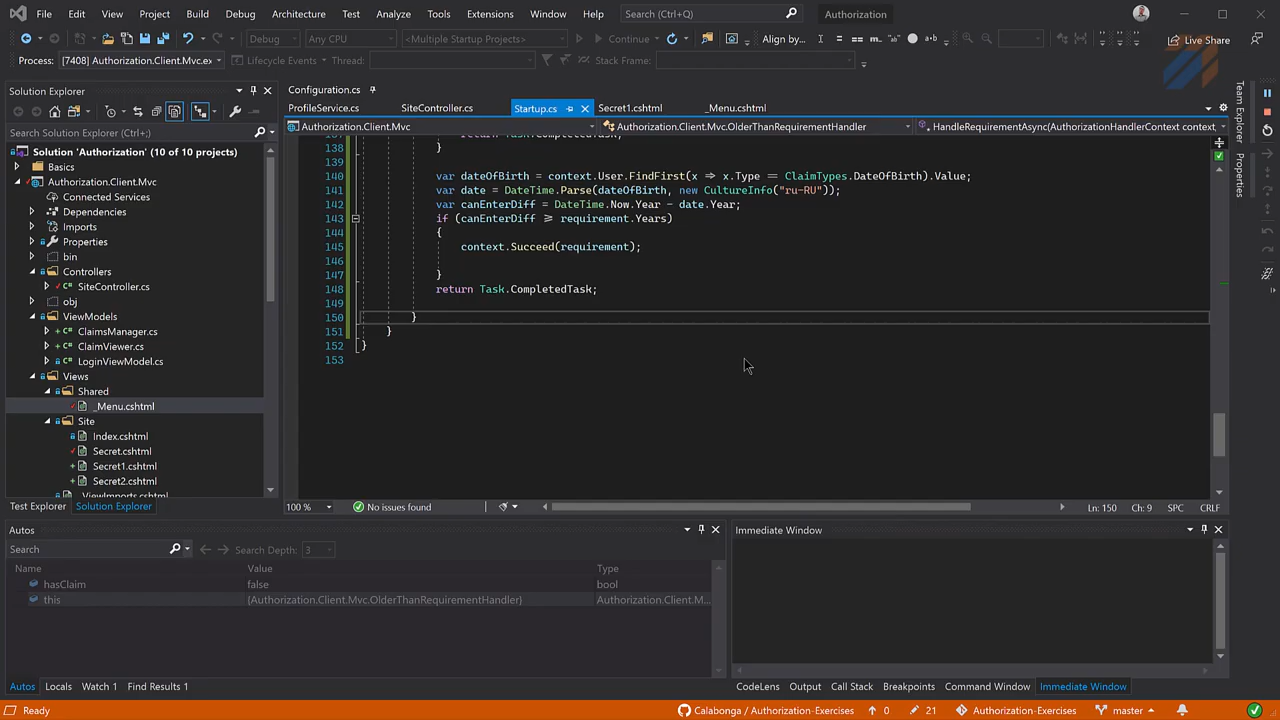 File Edit View Project Build Debug Architecture Test Analyze Tools Extensions Window Help Search (Ctrl+Q) Authorization
Debug Any CPU <Multiple Startup Projects> Continue Align by... Live Share
Process: [7408] Authorization.Client.Mvc.ex Lifecycle Events Thread: Stack Frame:
Solution Explorer
Configuration.cs
ProfileService.cs SiteController.cs Startup.cs Secret1.cshtml _Menu.cshtml
Search Solution Explorer (Ctrl+;)
Authorization.Client.Mvc Authorization.Client.Mvc.OlderThanRequirementHandler HandleRequirementAsync(AuthorizationHandlerContext context,
Solution 'Authorization' (10 of 10 projects)
Basics
Authorization.Client.Mvc
Connected Services
Dependencies
Imports
Properties
bin
Controllers
SiteController.cs
obj
ViewModels
ClaimsManager.cs
ClaimViewer.cs
LoginViewModel.cs
Views
Shared
_Menu.cshtml
Site
Index.cshtml
Secret.cshtml
Secret1.cshtml
Secret2.cshtml
_ViewImports.cshtml
Test Explorer Solution Explorer
return Task.CompletedTask;
138 }
139
140 var dateOfBirth = context.User.FindFirst(x => x.Type == ClaimTypes.DateOfBirth).Value;
141 var date = DateTime.Parse(dateOfBirth, new CultureInfo("ru-RU"));
142 var canEnterDiff = DateTime.Now.Year - date.Year;
143 if (canEnterDiff >= requirement.Years)
144 {
145 context.Succeed(requirement);
146
147 }
148 return Task.CompletedTask;
149
150 }
151 }
152 }
153
100 % No issues found Ln: 150 Ch: 9 SPC CRLF
Team Explorer
Properties
Autos
Search Search Depth: 3
Name Value Type
hasClaim false bool
this {Authorization.Client.Mvc.OlderThanRequirementHandler} Authorization.Client.M...
Autos Locals Watch 1 Find Results 1
Immediate Window
CodeLens Output Call Stack Breakpoints Command Window Immediate Window
Ready Calabonga / Authorization-Exercises 0 21 Authorization-Exercises master